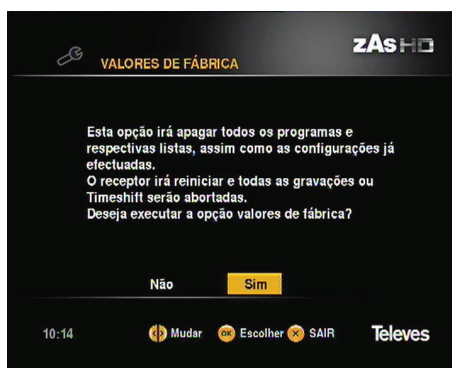 zAs HD
VALORES DE FÁBRICA
Esta opção irá apagar todos os programas e
respectivas listas, assim como as configurações já
efectuadas.
O receptor irá reiniciar e todas as gravações ou
Timeshift serão abortadas.
Deseja executar a opção valores de fábrica?
Não Sim
10:14 Mudar OK Escolher X SAIR Televes